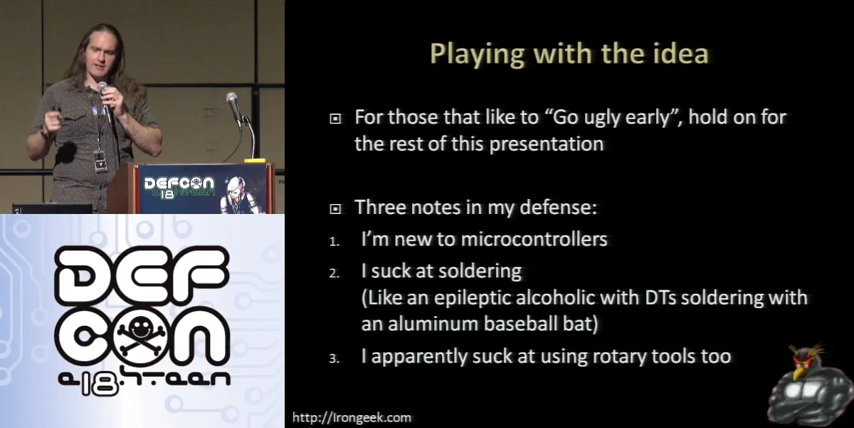 DEFCON
18
Playing with the idea
For those that like to “Go ugly early”, hold on for
the rest of this presentation
Three notes in my defense:
1. I’m new to microcontrollers
2. I suck at soldering
(Like an epileptic alcoholic with DTs soldering with
an aluminum baseball bat)
3. I apparently suck at using rotary tools too
http://Irongeek.com
DEF
CON
e18hteen